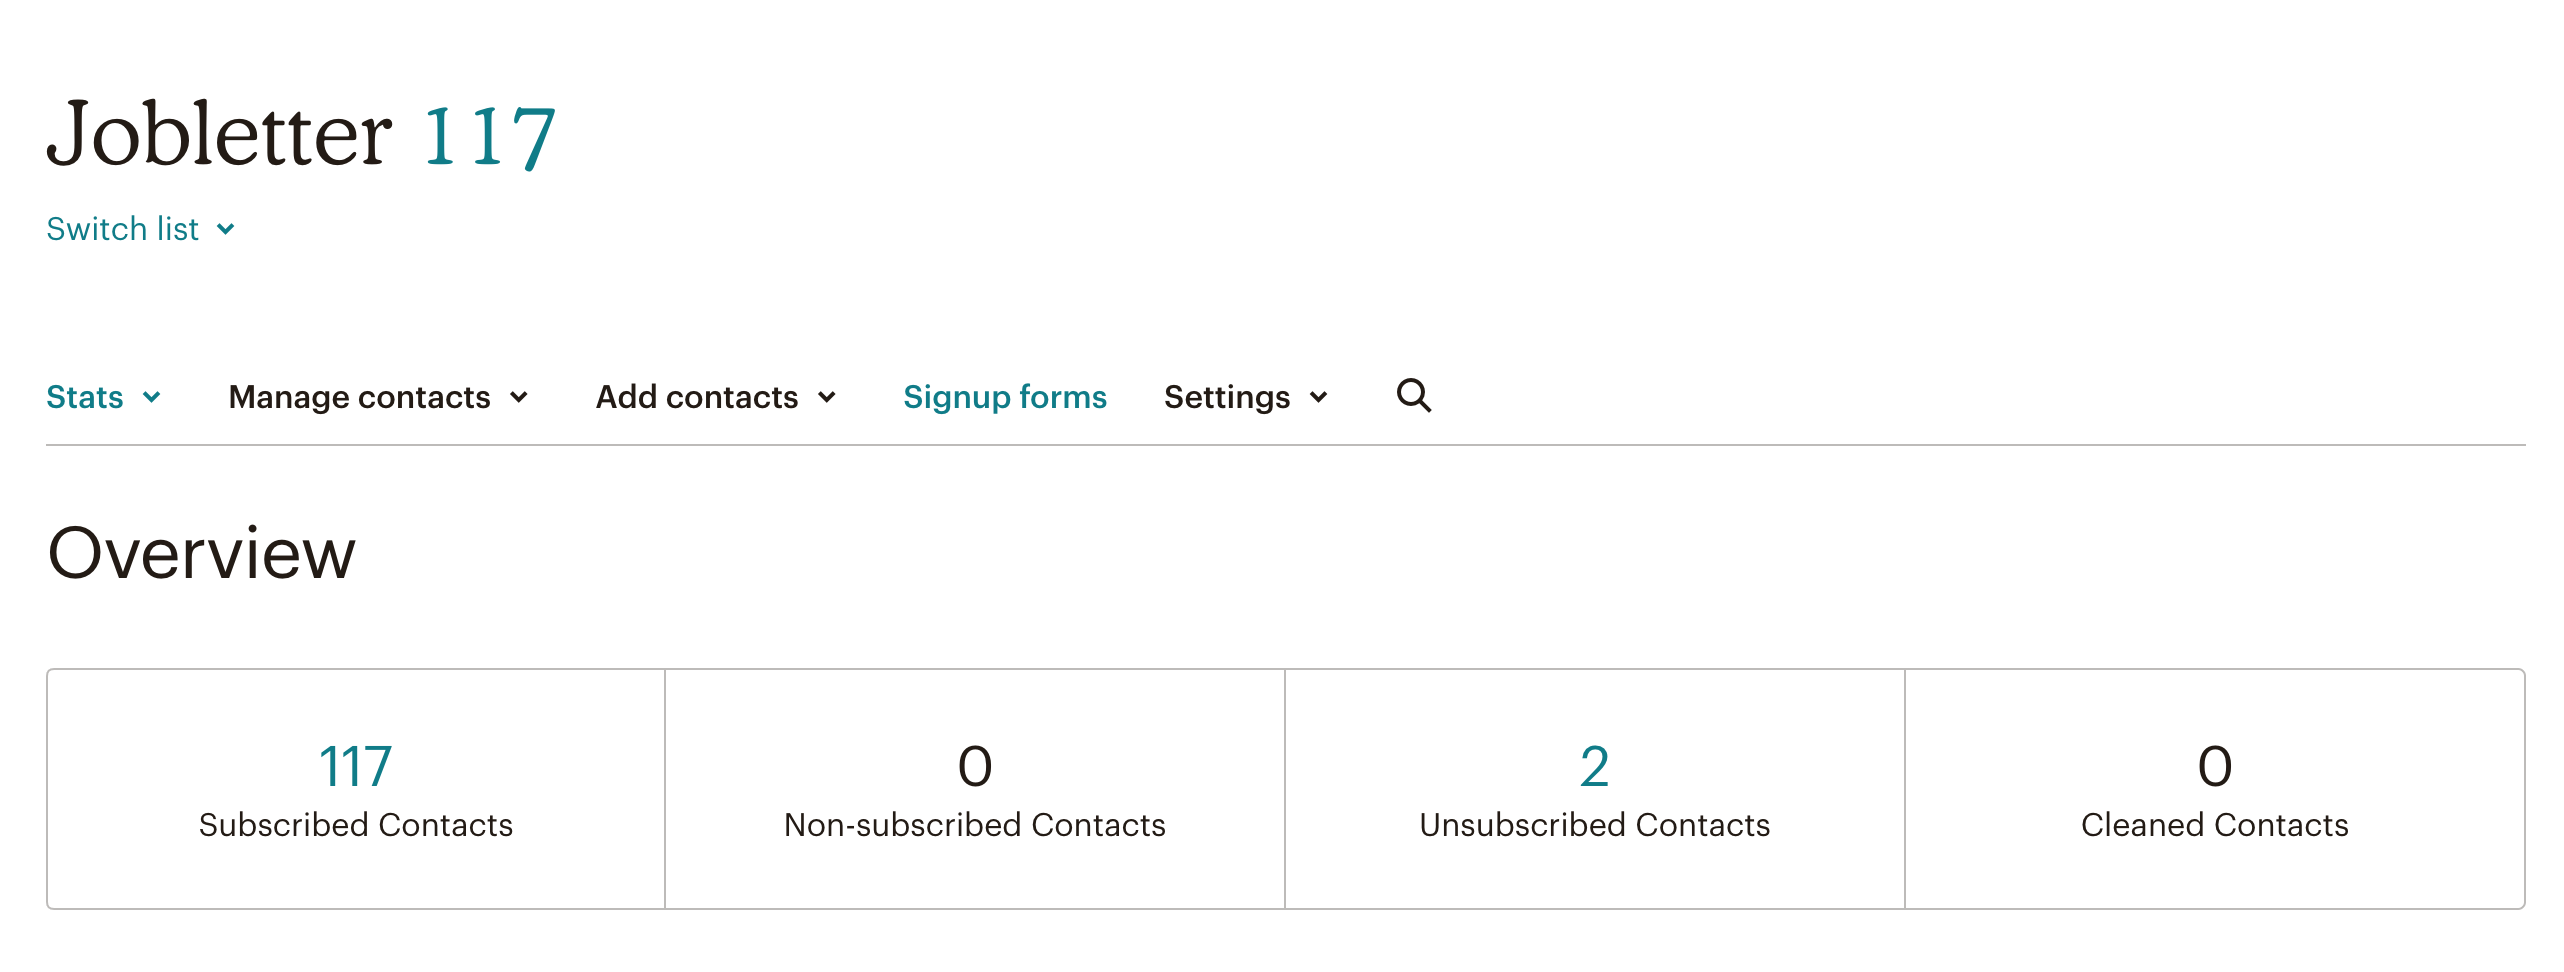 Jobletter 117
Switch list
Stats Manage contacts Add contacts Signup forms Settings
Overview
117 0 2 0
Subscribed Contacts Non-subscribed Contacts Unsubscribed Contacts Cleaned Contacts